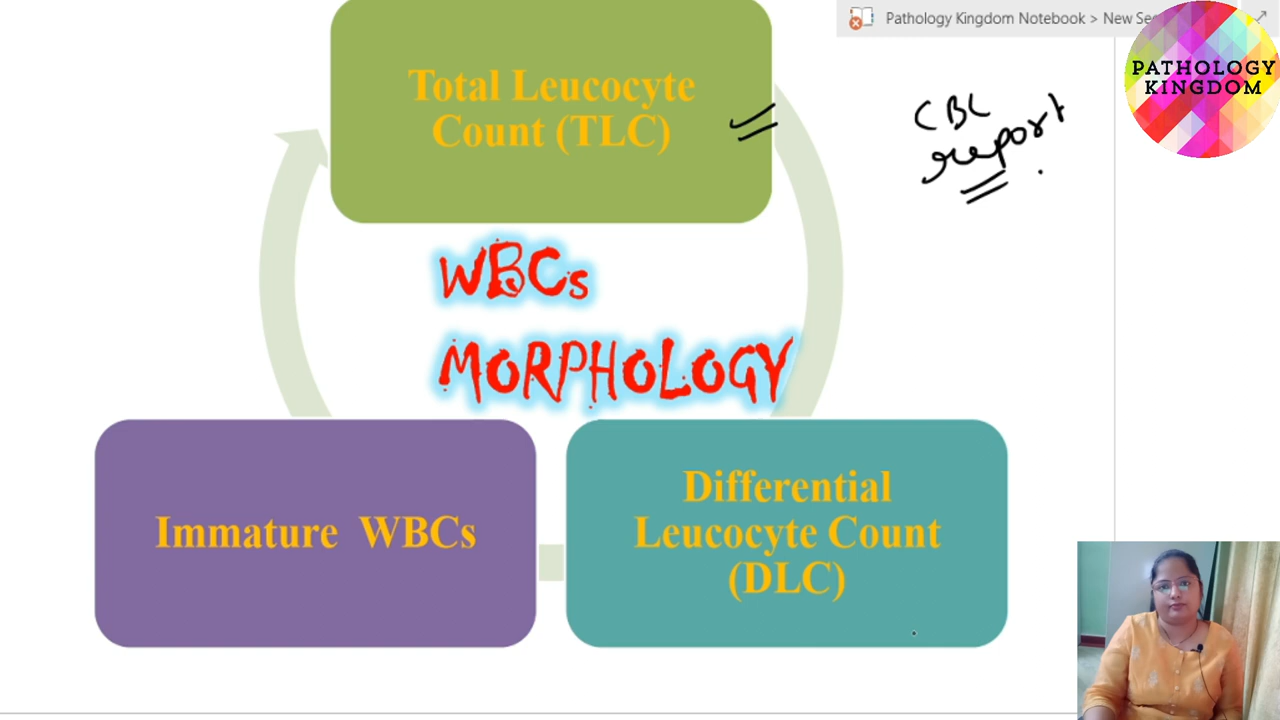 Pathology Kingdom Notebook > New Se
PATHOLOGY
KINGDOM
Total Leucocyte
Count (TLC)
CBC
report
WBCs
MORPHOLOGY
Immature WBCs
Differential
Leucocyte Count
(DLC)